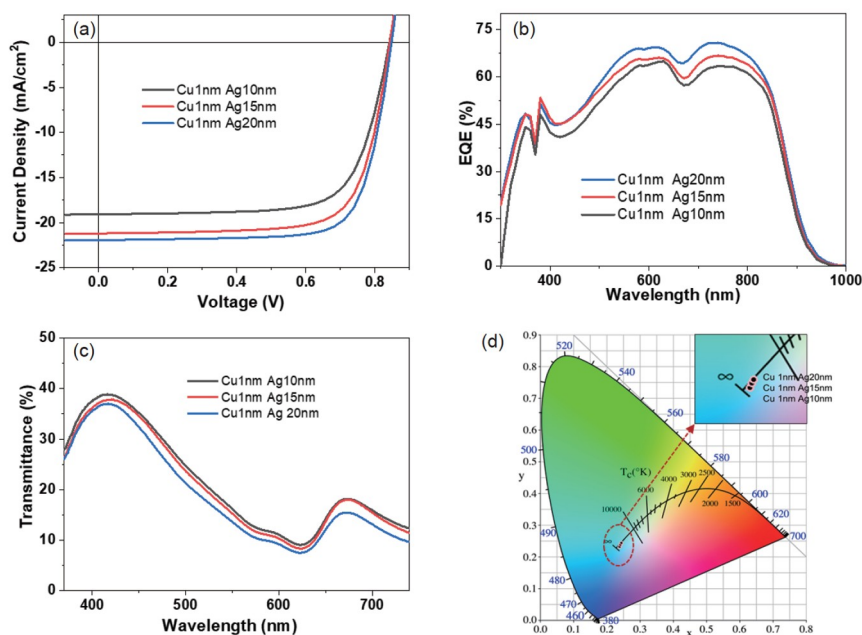 (a)
0
-5
-10
-15
-20
-25
Current Density (mA/cm²)
Cu1nm Ag10nm
Cu1nm Ag15nm
Cu1nm Ag20nm
0.0 0.2 0.4 0.6 0.8
Voltage (V)
(b)
75
60
45
30
15
0
EQE (%)
Cu1nm Ag20nm
Cu1nm Ag15nm
Cu1nm Ag10nm
400 600 800 1000
Wavelength (nm)
(c)
50
40
30
20
10
0
Transmittance (%)
Cu1nm Ag10nm
Cu1nm Ag15nm
Cu1nm Ag 20nm
400 500 600 700
Wavelength (nm)
(d)
0.9
0.8
0.7
0.6
0.5
y
0.4
0.3
0.2
0.1
0.0
520
540
560
500
580
600
620
700
490
480
470
460
380
Tc(°K)
10000
6000
4000
3000
2500
2000
1500
∞
∞
Cu 1nm Ag20nm
Cu 1nm Ag15nm
Cu 1nm Ag10nm
0.0 0.1 0.2 0.3 0.4 0.5 0.6 0.7 0.8
x